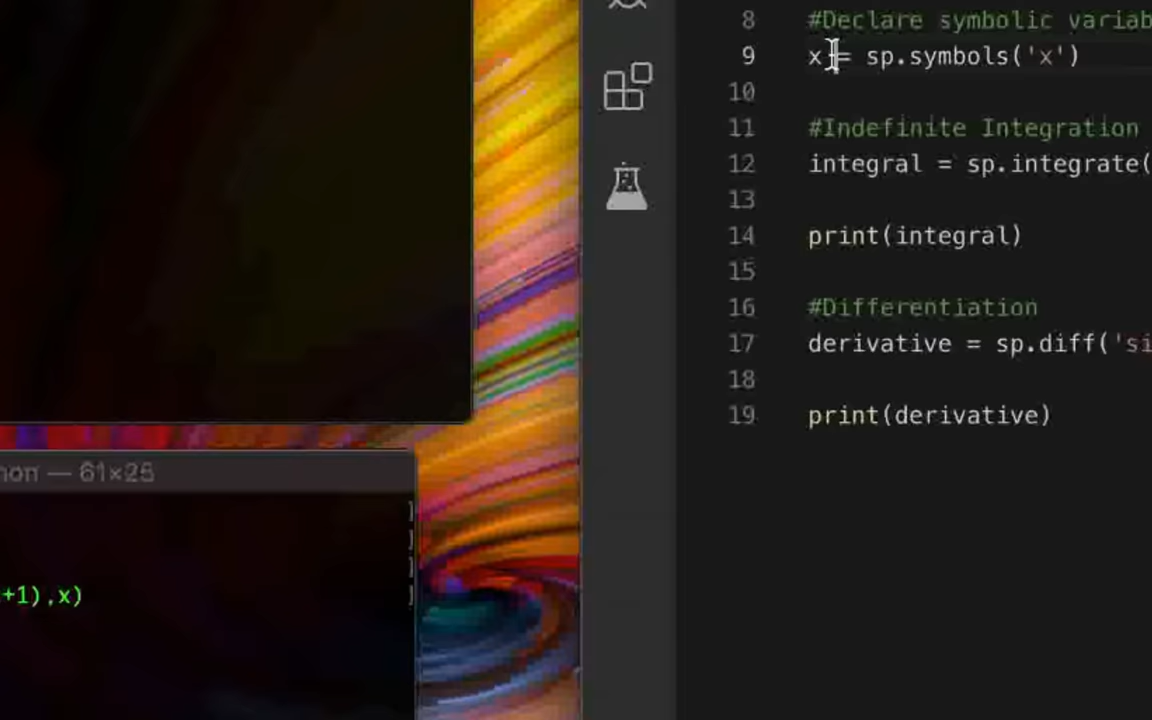 8 #Declare symbolic variab
9 x = sp.symbols('x')
10
11 #Indefinite Integration
12 integral = sp.integrate(
13
14 print(integral)
15
16 #Differentiation
17 derivative = sp.diff('si
18
19 print(derivative)
non — 61×25
]
]
]
+1),x) ]